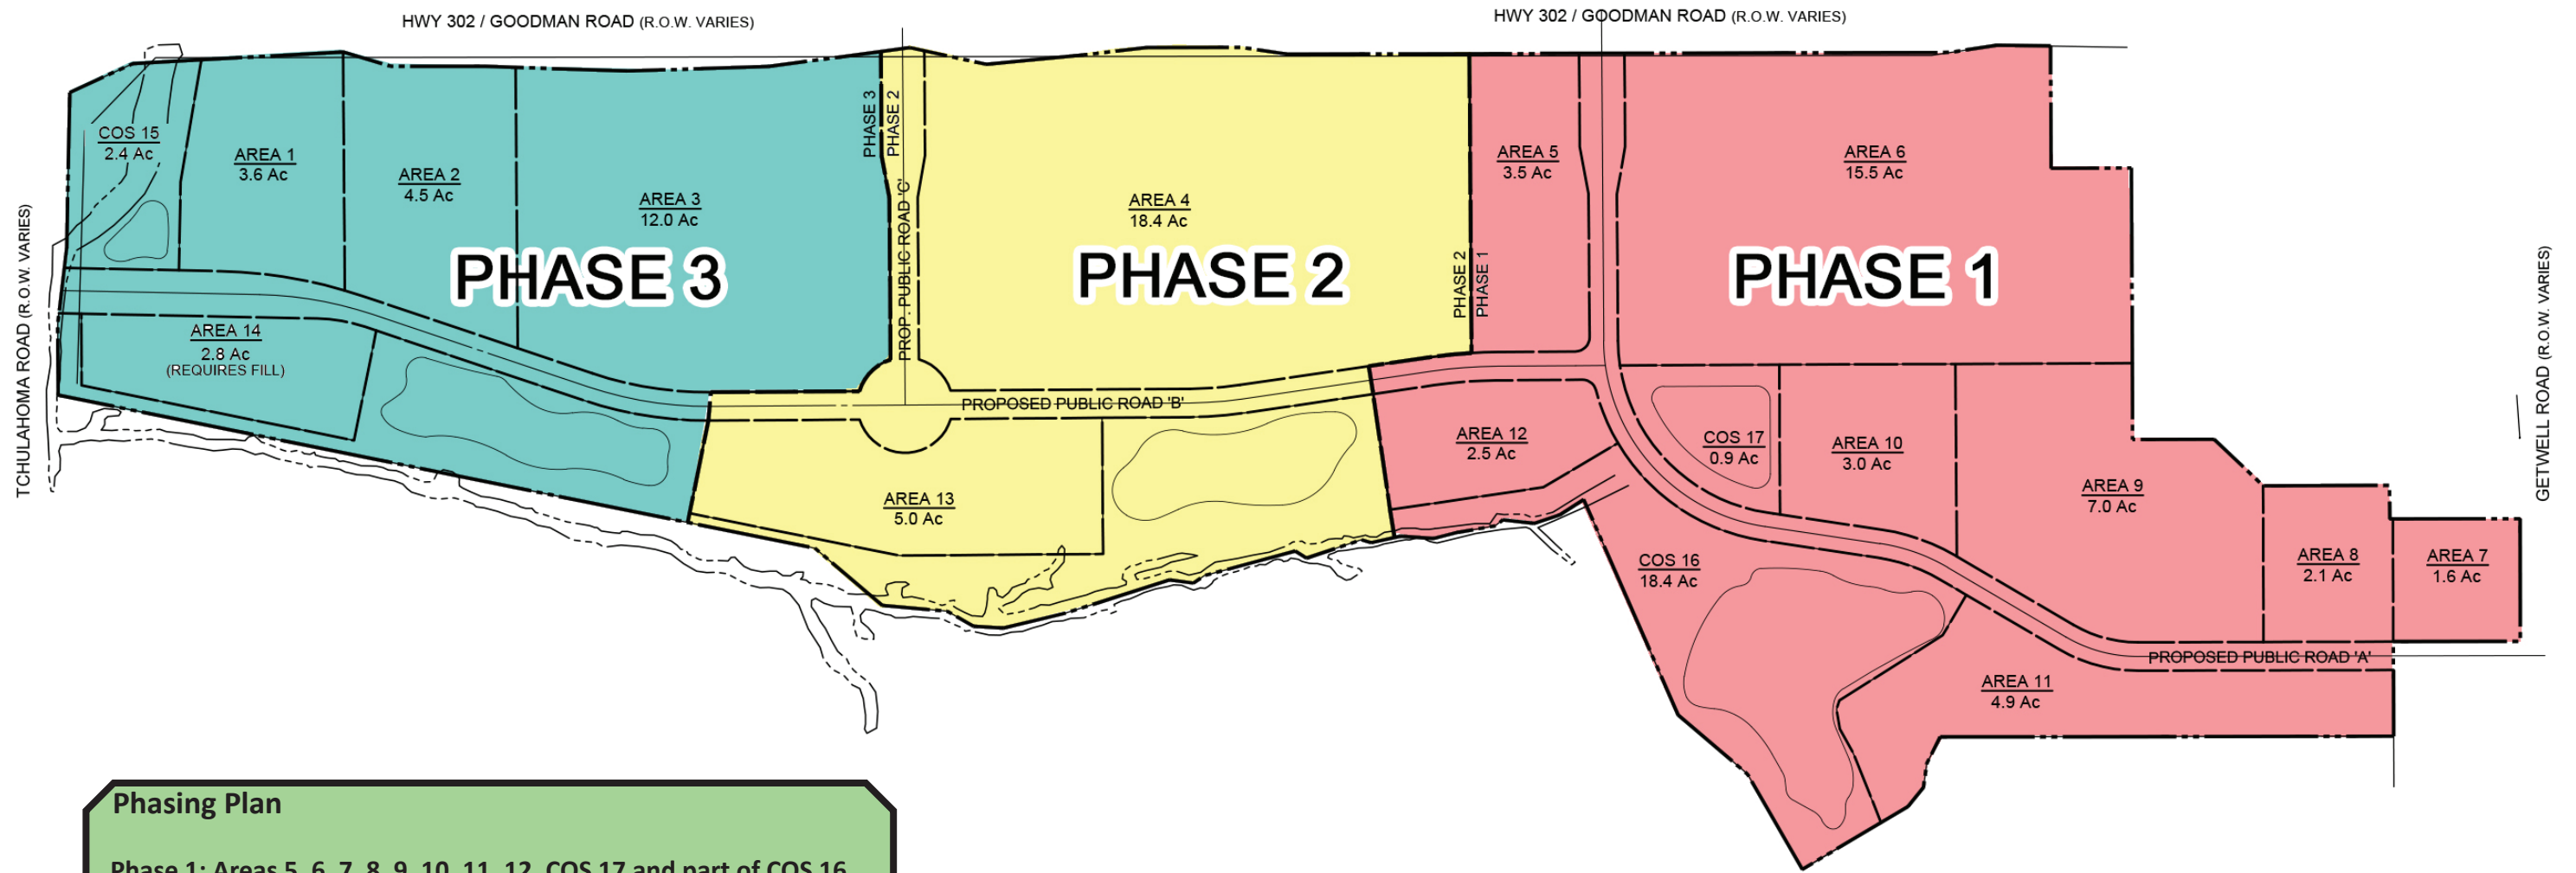 HWY 302 / GOODMAN ROAD (R.O.W. VARIES)
HWY 302 / GOODMAN ROAD (R.O.W. VARIES)
TCHULAHOMA ROAD (R.O.W. VARIES)
COS 15
2.4 Ac
AREA 1
3.6 Ac
AREA 2
4.5 Ac
AREA 3
12.0 Ac
PHASE 3
AREA 14
2.8 Ac
(REQUIRES FILL)
PHASE 3
PHASE 2
PROP. PUBLIC ROAD 'C'
AREA 4
18.4 Ac
PHASE 2
PROPOSED PUBLIC ROAD 'B'
AREA 13
5.0 Ac
PHASE 2
PHASE 1
AREA 5
3.5 Ac
AREA 6
15.5 Ac
PHASE 1
AREA 12
2.5 Ac
COS 17
0.9 Ac
AREA 10
3.0 Ac
AREA 9
7.0 Ac
AREA 8
2.1 Ac
AREA 7
1.6 Ac
COS 16
18.4 Ac
AREA 11
4.9 Ac
PROPOSED PUBLIC ROAD 'A'
GETWELL ROAD (R.O.W. VARIES)
Phasing Plan
Phase 1: Areas 5, 6, 7, 8, 9, 10, 11, 12, COS 17 and part of COS 16